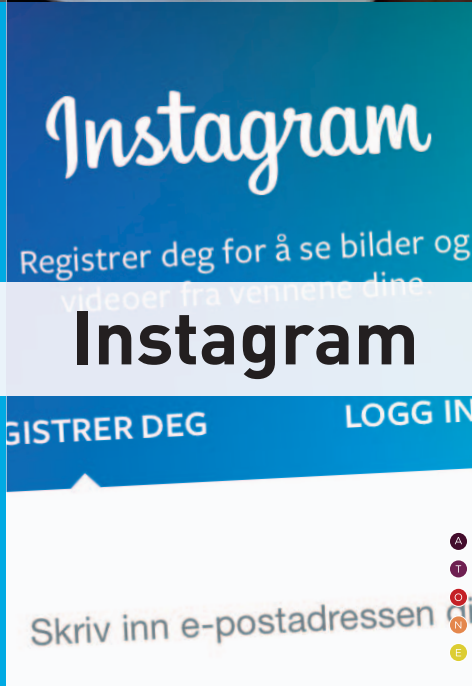 Instagram
Registrer deg for å se bilder og
videoer fra vennene dine.
Instagram
GISTRER DEG
LOGG IN
Skriv inn e-postadressen
A
T
O
N
E